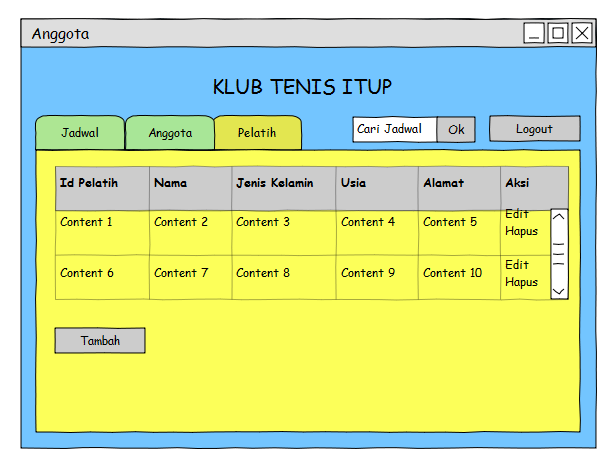 Anggota
KLUB TENIS ITUP
Jadwal Anggota Pelatih Cari Jadwal Ok Logout
Id Pelatih Nama Jenis Kelamin Usia Alamat Aksi
Content 1 Content 2 Content 3 Content 4 Content 5 Edit
Hapus
Content 6 Content 7 Content 8 Content 9 Content 10 Edit
Hapus
Tambah